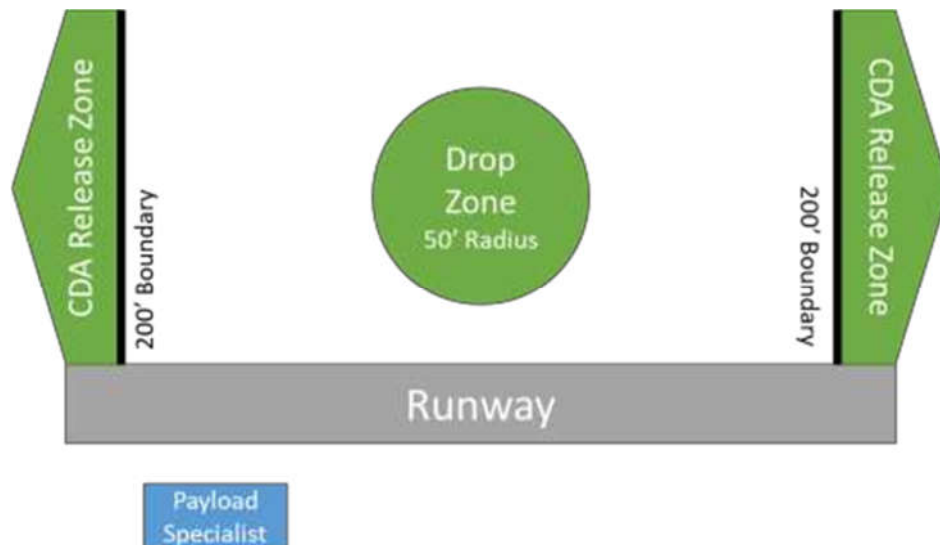 CDA Release Zone
200' Boundary
Drop
Zone
50' Radius
200' Boundary
CDA Release Zone
Runway
Payload
Specialist